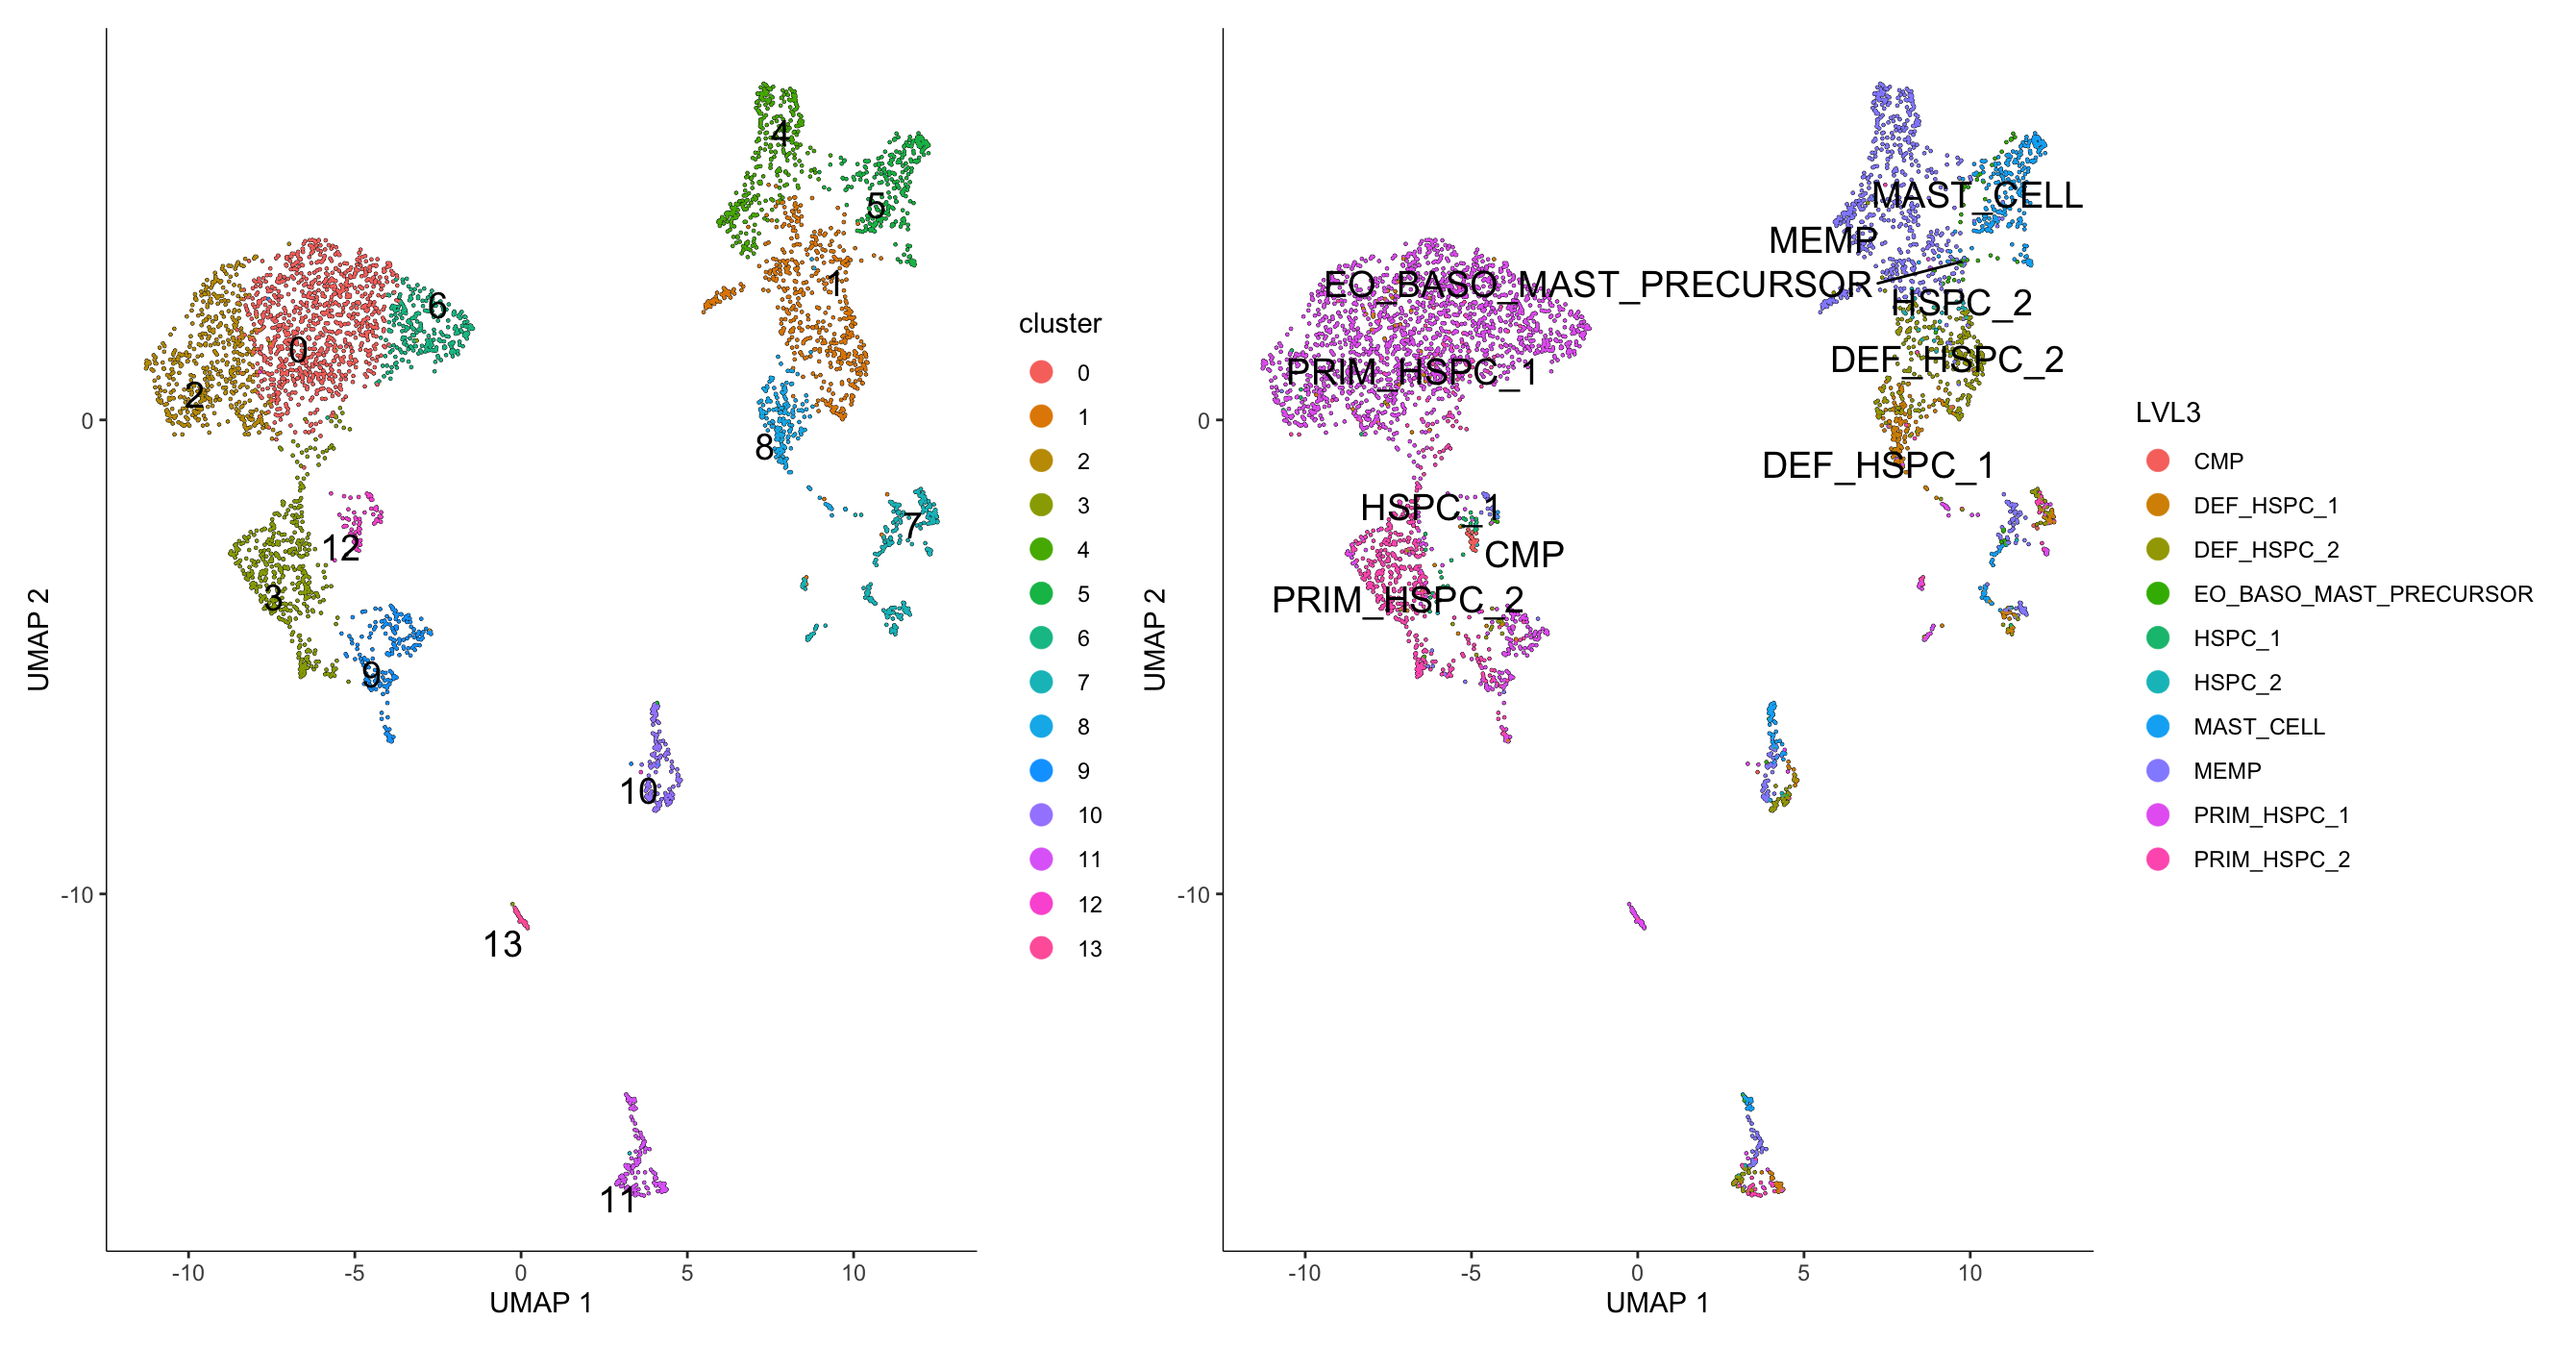 4
5
1
6
0
2
8
7
12
3
9
10
13
11
0
-10
-10
-5
0
5
10
UMAP 1
UMAP 2
cluster
0
1
2
3
4
5
6
7
8
9
10
11
12
13
MAST_CELL
MEMP
EO_BASO_MAST_PRECURSOR
HSPC_2
DEF_HSPC_2
PRIM_HSPC_1
DEF_HSPC_1
HSPC_1
CMP
PRIM_HSPC_2
0
-10
-10
-5
0
5
10
UMAP 1
UMAP 2
LVL3
CMP
DEF_HSPC_1
DEF_HSPC_2
EO_BASO_MAST_PRECURSOR
HSPC_1
HSPC_2
MAST_CELL
MEMP
PRIM_HSPC_1
PRIM_HSPC_2